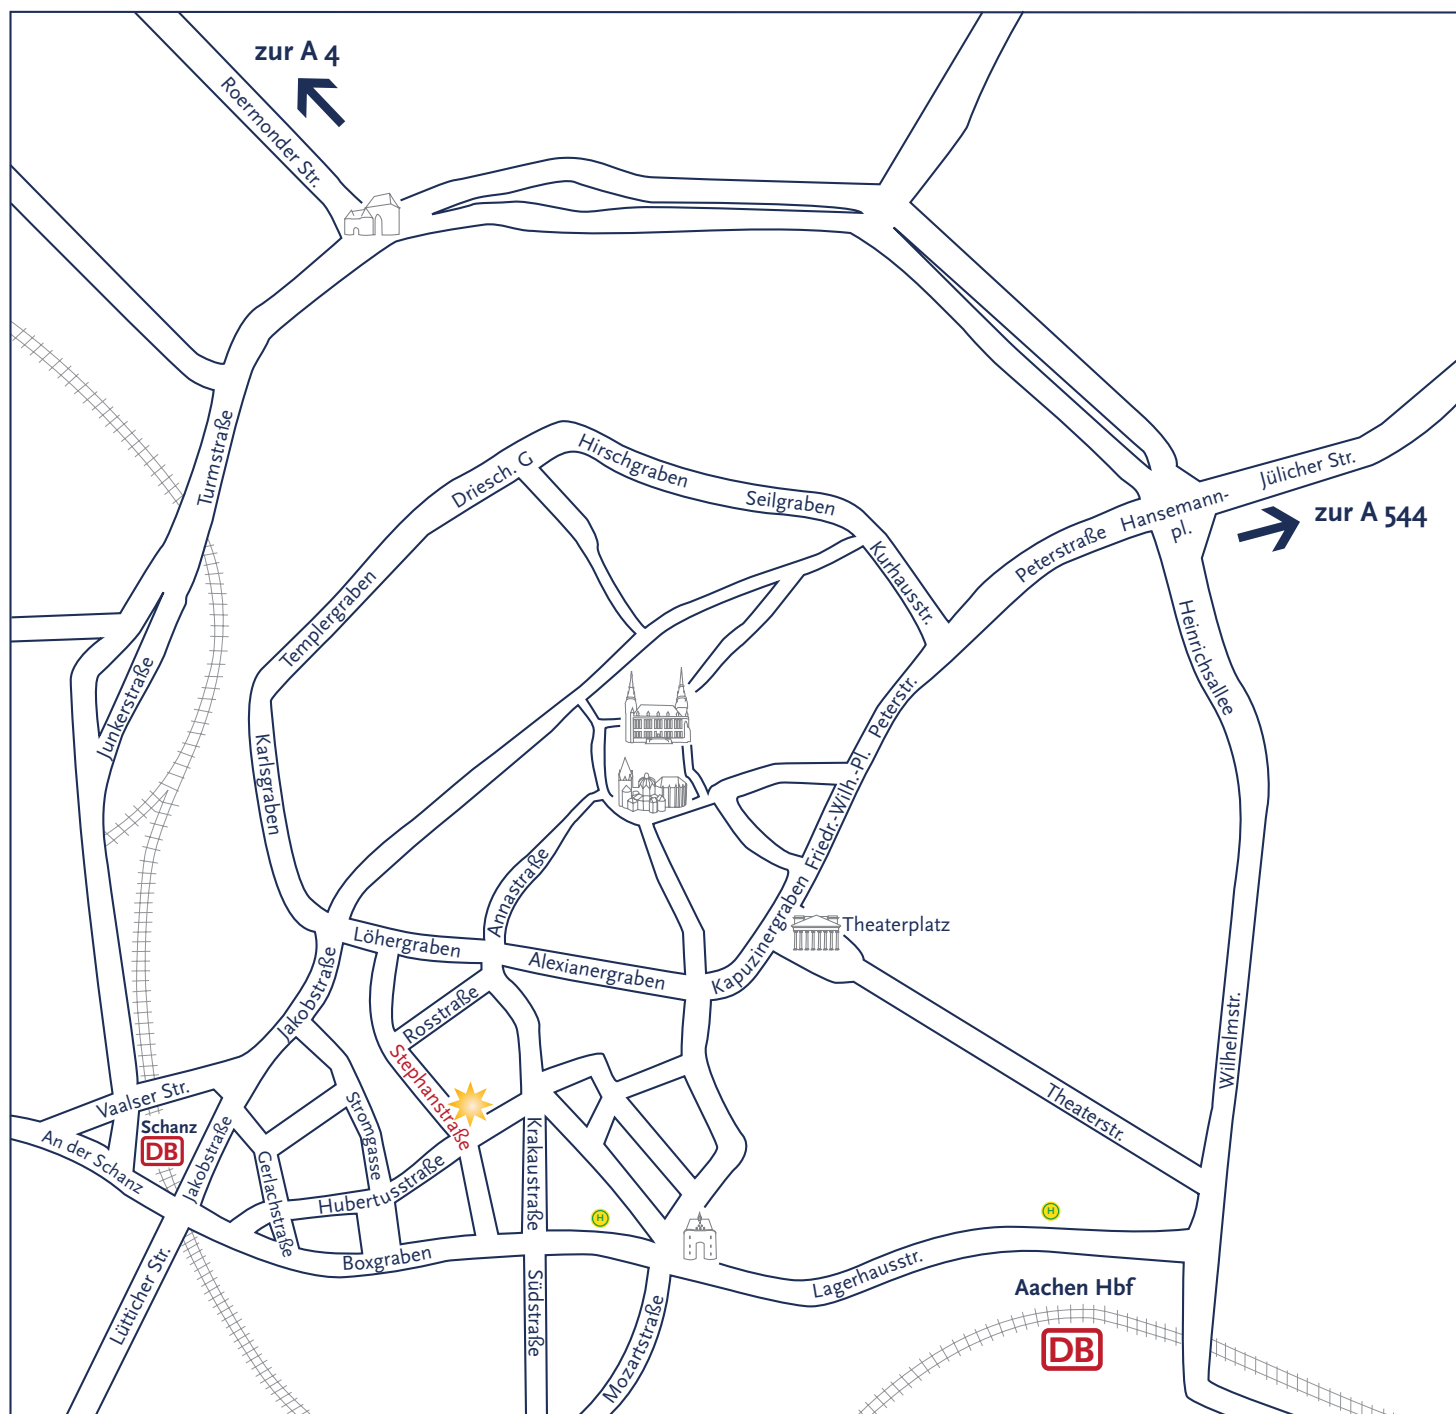 zur A 4
Roermonder Str.
Turmstraße
Driesch. G
Hirschgraben
Seilgraben
Kurhausstr.
Peterstraße
Hansemann-
pl.
Jülicher Str.
zur A 544
Templergraben
Heinrichsallee
Junkerstraße
Karlsgraben
Peterstr.
Friedr.-Wilh.-Pl.
Annastraße
Kapuzinergraben
Theaterplatz
Löhergraben
Alexianergraben
Jakobstraße
Rosstraße
Stephanstraße
Wilhelmstr.
Theaterstr.
Vaalser Str.
Schanz
DB
An der Schanz
Jakobstraße
Stromgasse
Gerlachstraße
Hubertusstraße
Krakaustraße
H
H
Boxgraben
Lagerhausstr.
Lütticher Str.
Südstraße
Mozartstraße
Aachen Hbf
DB